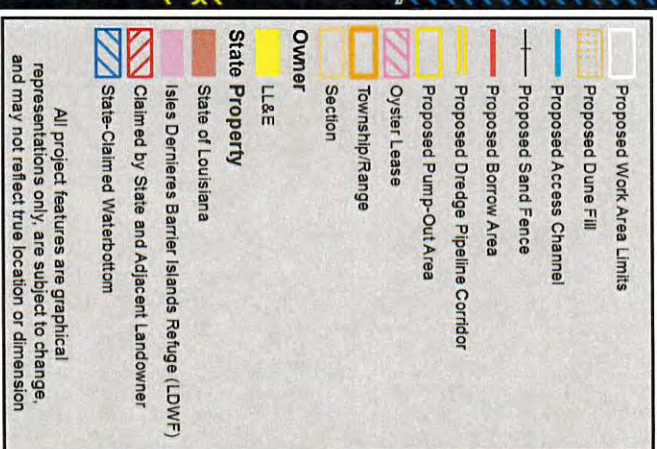 Proposed Work Area Limits
Proposed Dune Fill
Proposed Access Channel
Proposed Sand Fence
Proposed Borrow Area
Proposed Dredge Pipeline Corridor
Proposed Pump-Out Area
Oyster Lease
Township/Range
Section
Owner
LL&E
State Property
State of Louisiana
Isles Dernieres Barrier Islands Refuge (LDWF)
Claimed by State and Adjacent Landowner
State-Claimed Waterbottom
All project features are graphical
representations only, are subject to change,
and may not reflect true location or dimension